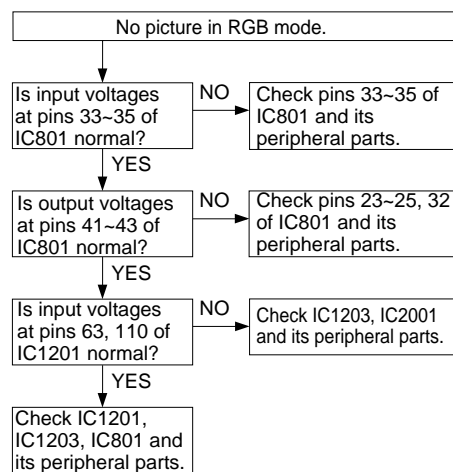 No picture in RGB mode.
Is input voltages
at pins 33~35 of
IC801 normal?
NO
Check pins 33~35 of
IC801 and its
peripheral parts.
YES
Is output voltages
at pins 41~43 of
IC801 normal?
NO
Check pins 23~25, 32
of IC801 and its
peripheral parts.
YES
Is input voltages
at pins 63, 110 of
IC1201 normal?
NO
Check IC1203, IC2001
and its peripheral parts.
YES
Check IC1201,
IC1203, IC801 and
its peripheral parts.